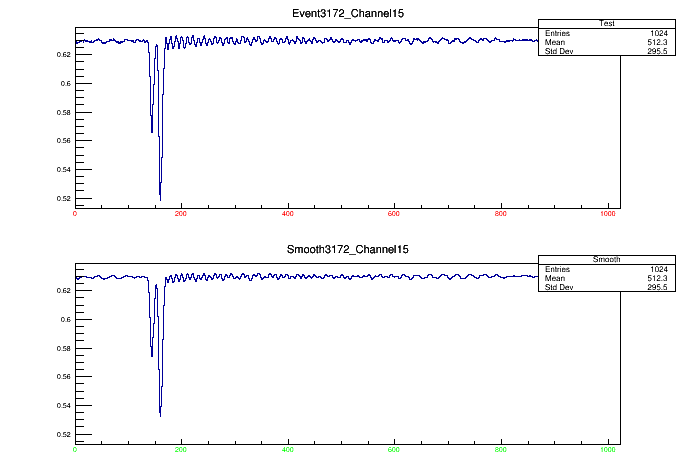 Event3172_Channel15
Test
Entries 1024
Mean 512.3
Std Dev 295.5
0.62
0.6
0.58
0.56
0.54
0.52
0 200 400 600 800 1000
Smooth3172_Channel15
Smooth
Entries 1024
Mean 512.3
Std Dev 295.5
0.62
0.6
0.58
0.56
0.54
0.52
0 200 400 600 800 1000